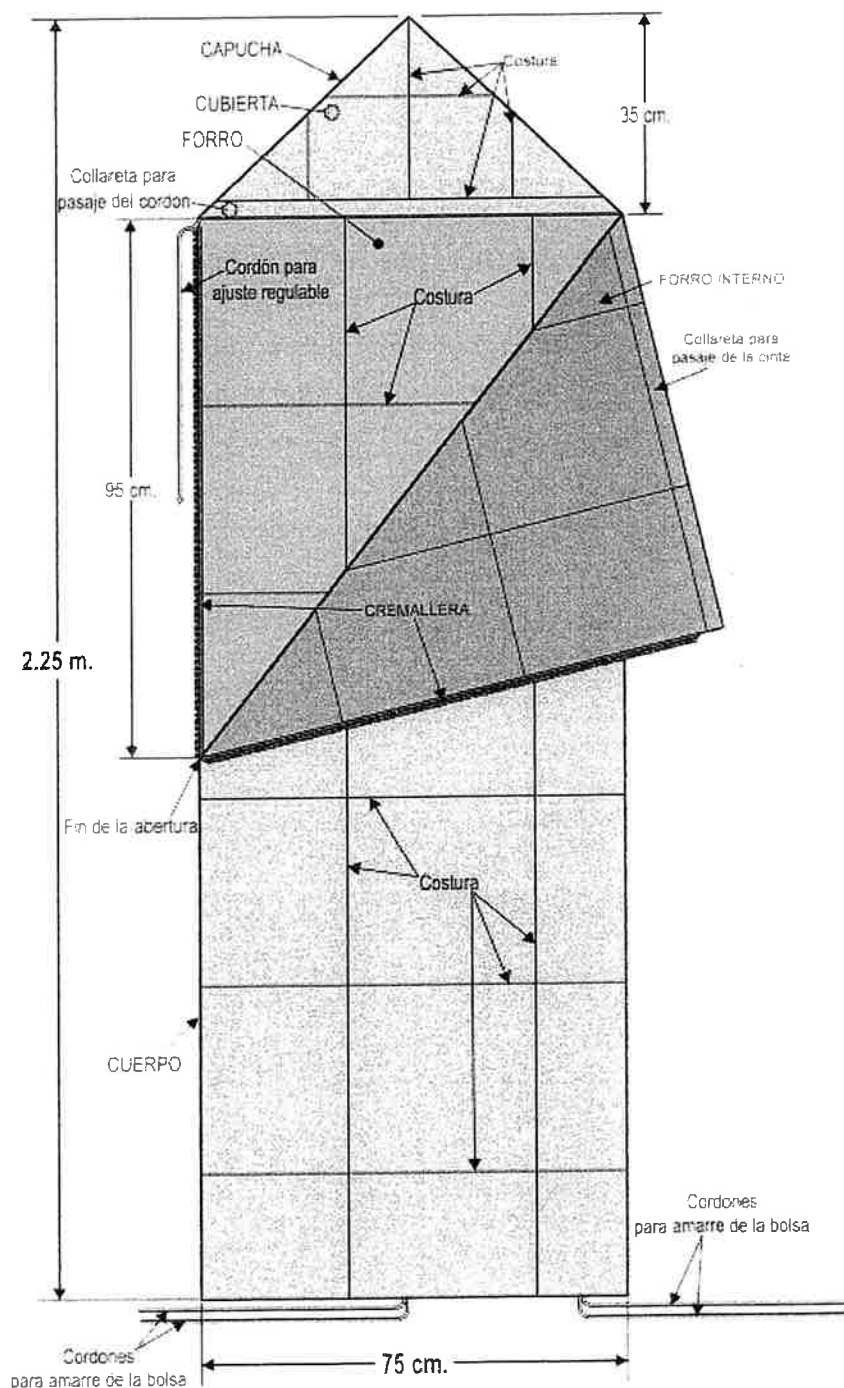 CAPUCHA
Costura
CUBIERTA
35 cm.
FORRO
Collareta para
pasaje del cordón
Cordón para
ajuste regulable
FORRO INTERNO
Costura
Collareta para
pasaje de la cinta
95 cm.
CREMALLERA
2.25 m.
Fin de la abertura
Costura
CUERPO
Cordones
para amarre de la bolsa
Cordones
para amarre de la bolsa
75 cm.